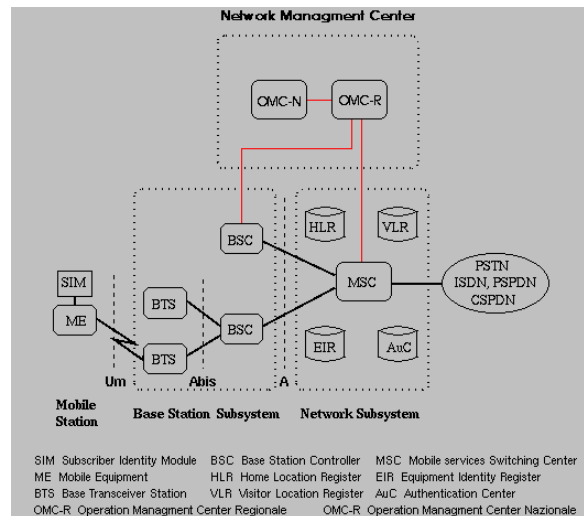 Network Managment Center
OMC-N OMC-R
HLR VLR
BSC
MSC
PSTN
ISDN, PSPDN
CSPDN
SIM
ME
BTS
BSC
BTS
EIR AuC
Um Abis A
Mobile
Station
Base Station Subsystem
Network Subsystem
SIM Subscriber Identity Module BSC Base Station Controller MSC Mobile services Switching Center
ME Mobile Equipment HLR Home Location Register EIR Equipment Identity Register
BTS Base Transceiver Station VLR Visitor Location Register AuC Authentication Center
OMC-R Operation Managment Center Regionale OMC-R Operation Managment Center Nazionale